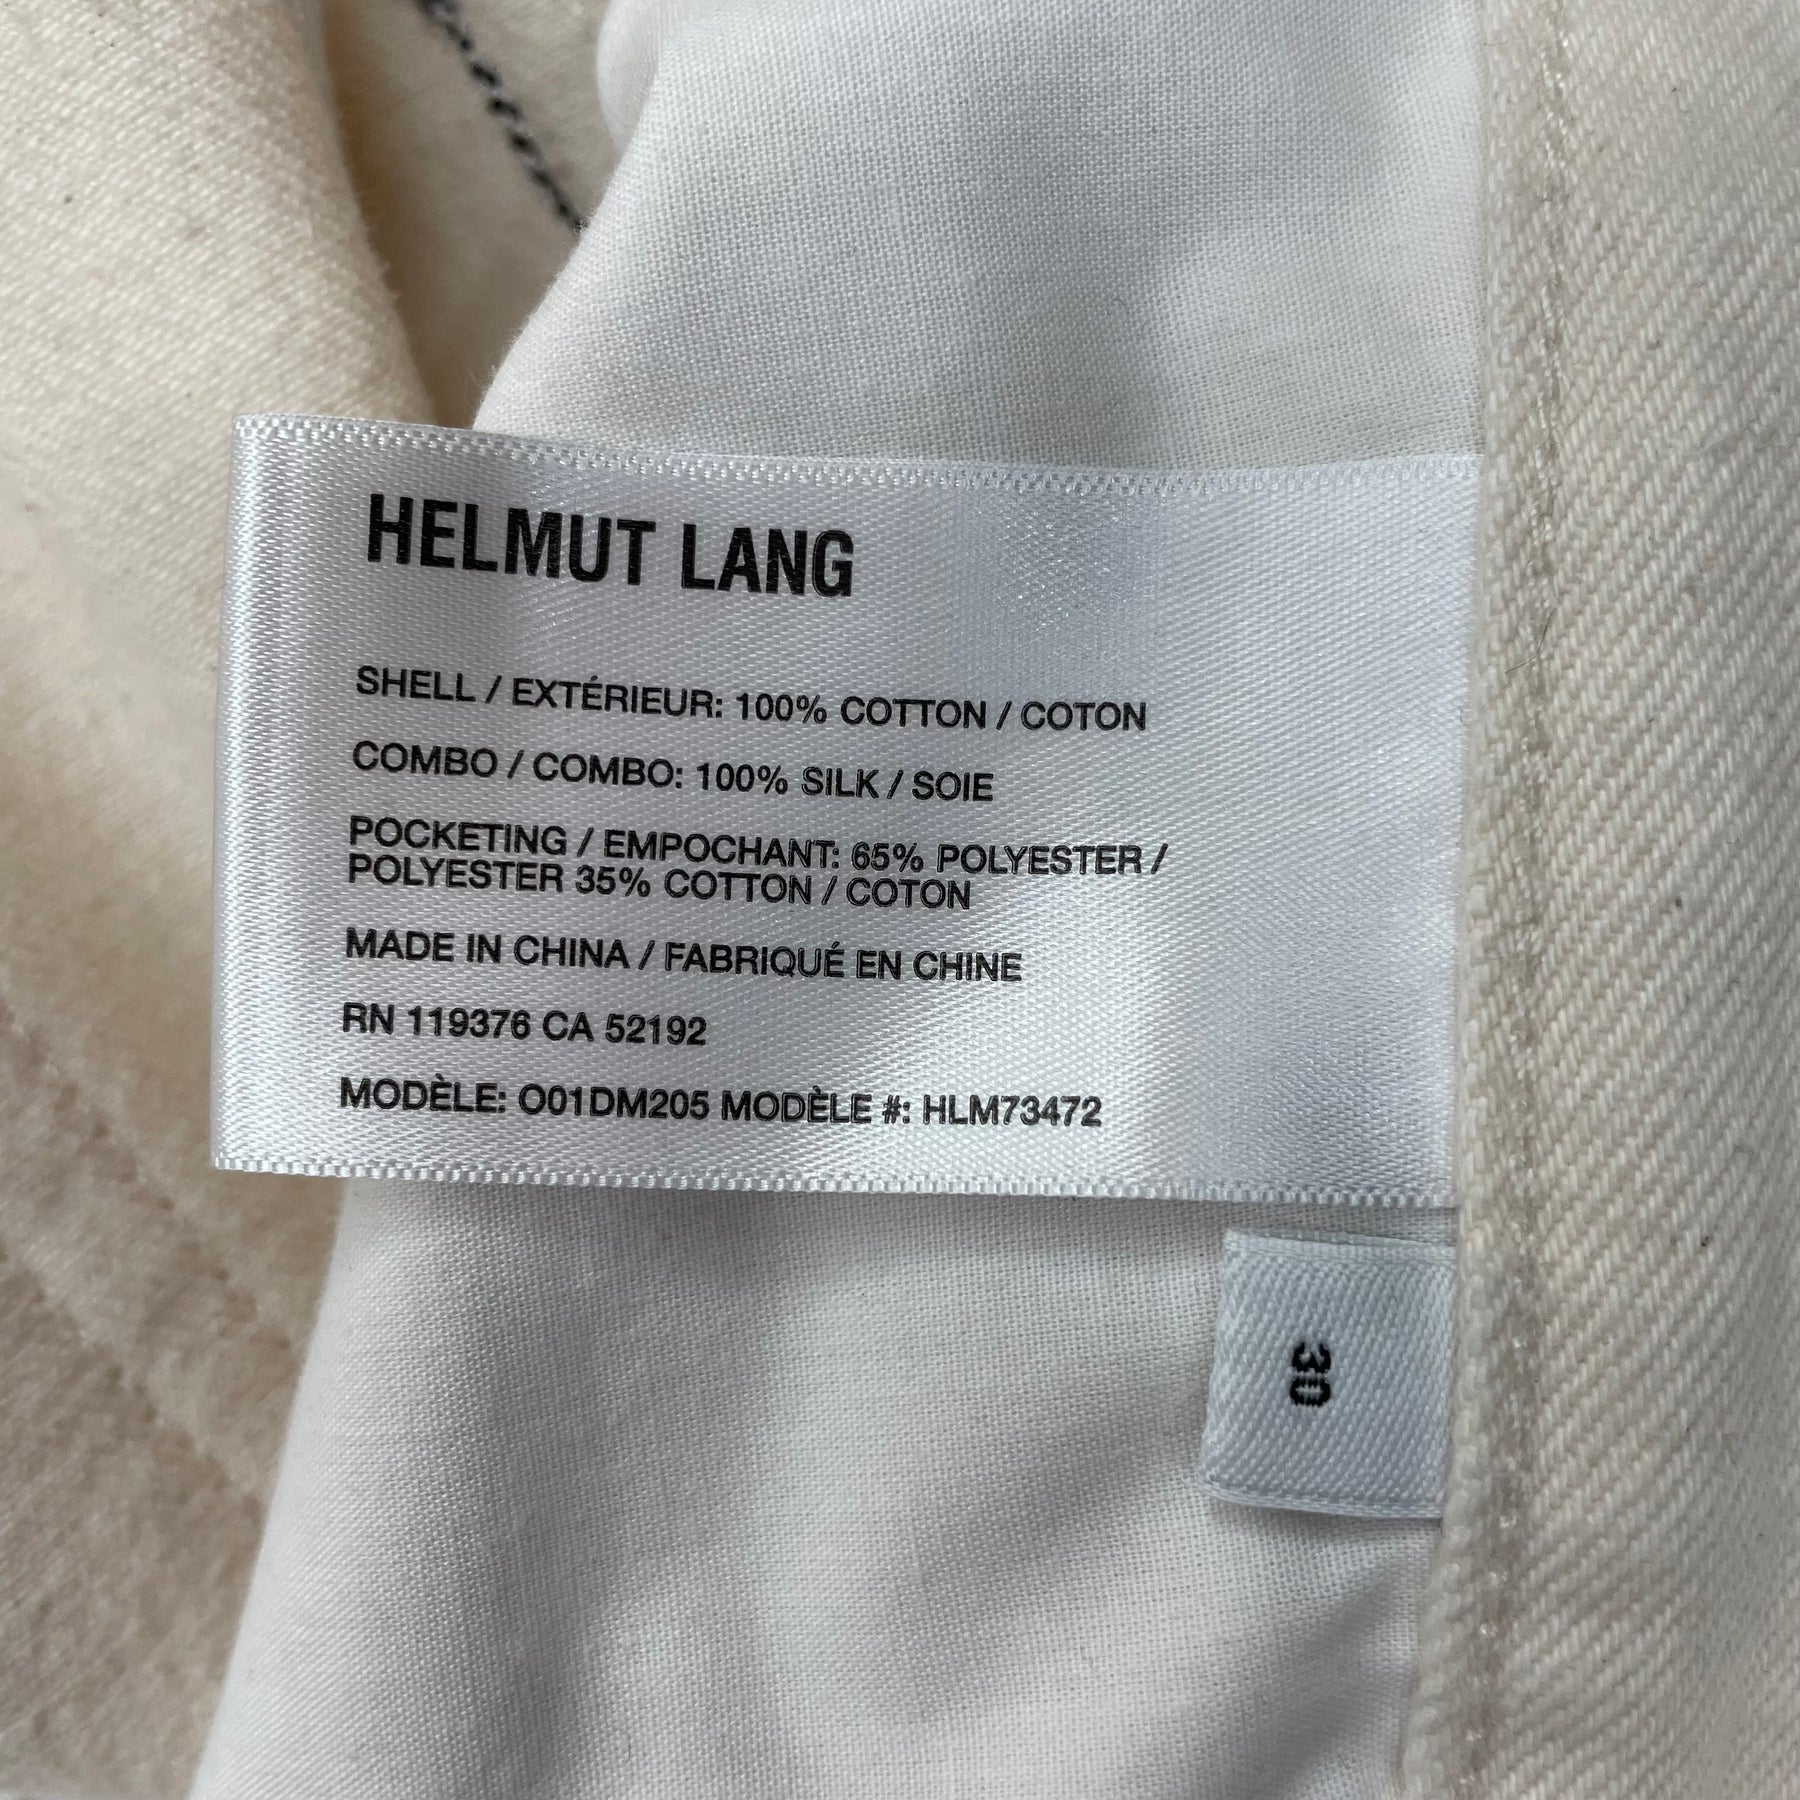 HELMUT LANG
SHELL / EXTÉRIEUR: 100% COTTON / COTON
COMBO / COMBO: 100% SILK / SOIE
POCKETING / EMPOCHANT: 65% POLYESTER /
POLYESTER 35% COTTON / COTON
MADE IN CHINA / FABRIQUÉ EN CHINE
RN 119376 CA 52192
MODÈLE: O01DM205 MODÈLE #: HLM73472
30